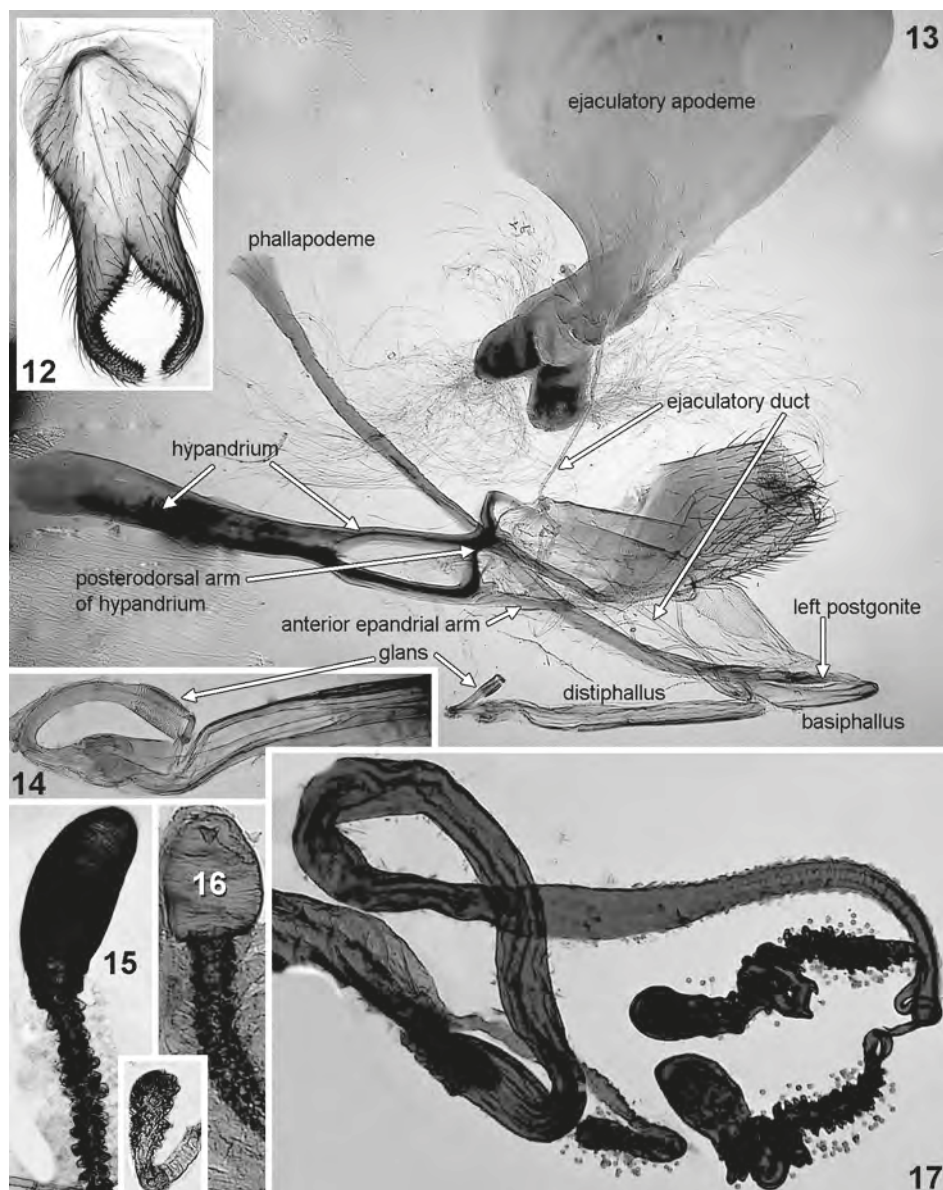 13
ejaculatory apodeme
phallapodeme
12
ejaculatory duct
hypandrium
posterodorsal arm
of hypandrium
left postgonite
anterior epandrial arm
glans
distiphallus
basiphallus
14
16
15
17